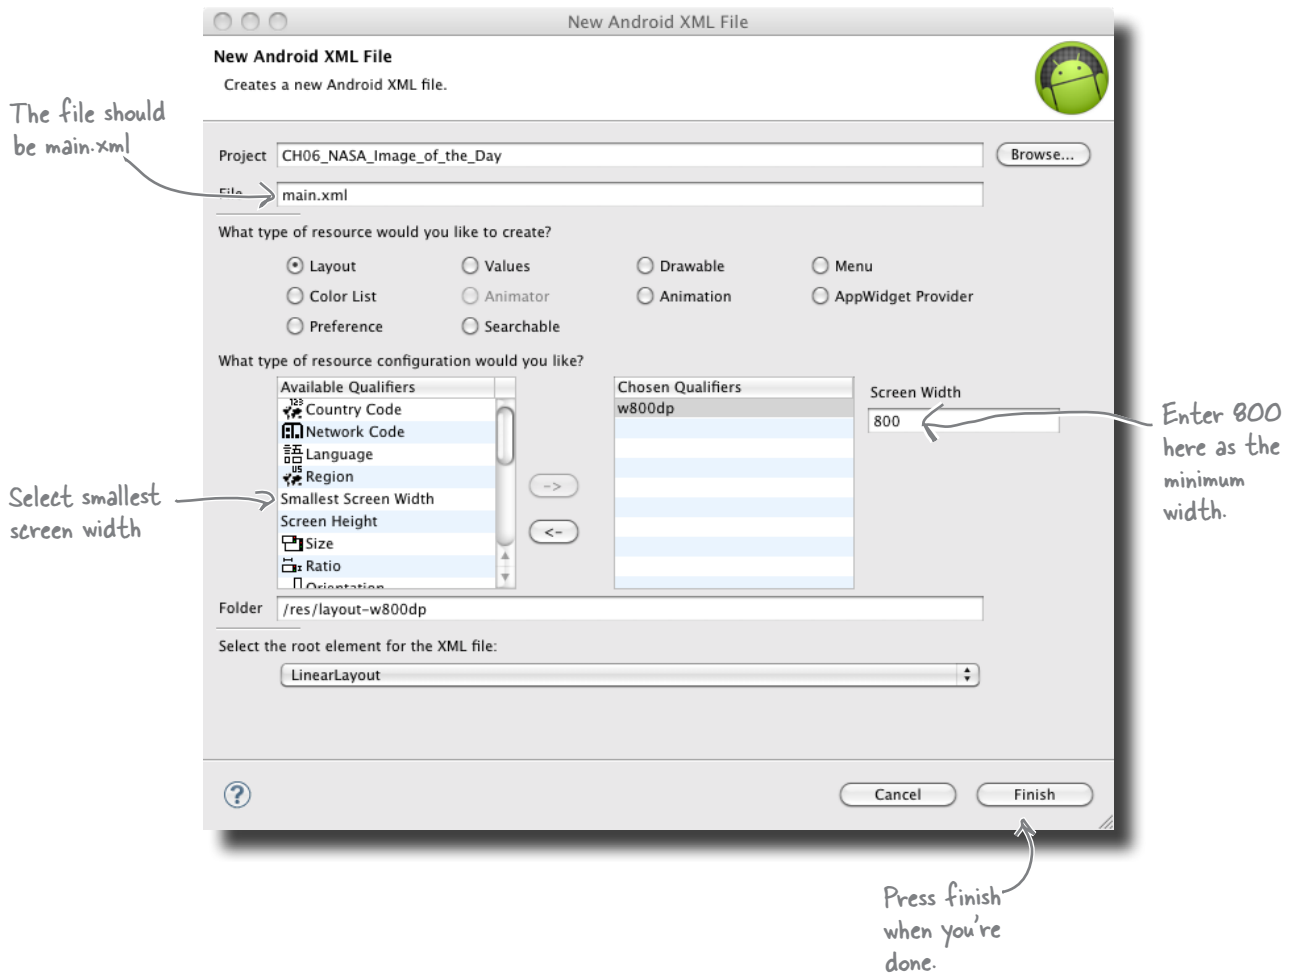 New Android XML File
New Android XML File
Creates a new Android XML file.
The file should
be main.xml
Project CH06_NASA_Image_of_the_Day Browse...
File main.xml
What type of resource would you like to create?
Layout Values Drawable Menu
Color List Animator Animation AppWidget Provider
Preference Searchable
What type of resource configuration would you like?
Available Qualifiers
123
Country Code
Network Code
語 Language
US
Region
Smallest Screen Width
Screen Height
Size
Ratio
Orientation
->
<-
Chosen Qualifiers
w800dp
Screen Width
800
Enter 800
here as the
minimum
width.
Select smallest
screen width
Folder /res/layout-w800dp
Select the root element for the XML file:
LinearLayout
? Cancel Finish
Press finish
when you're
done.